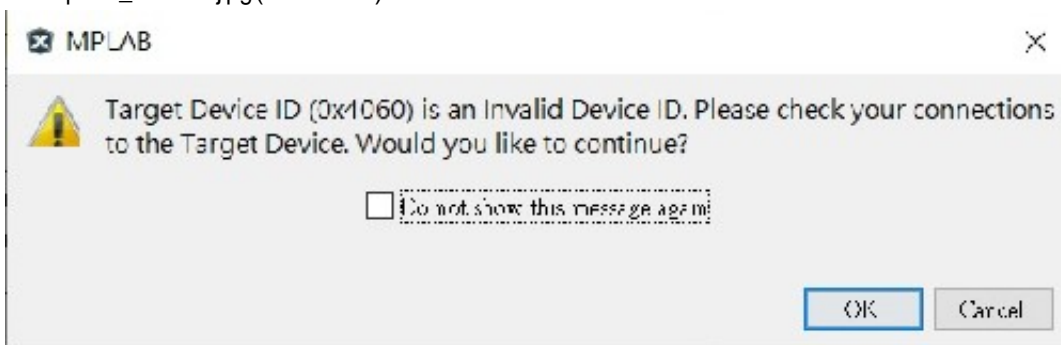 MPLAB
Target Device ID (0x4060) is an Invalid Device ID. Please check your connections
to the Target Device. Would you like to continue?
Do not show this message again
OK
Cancel